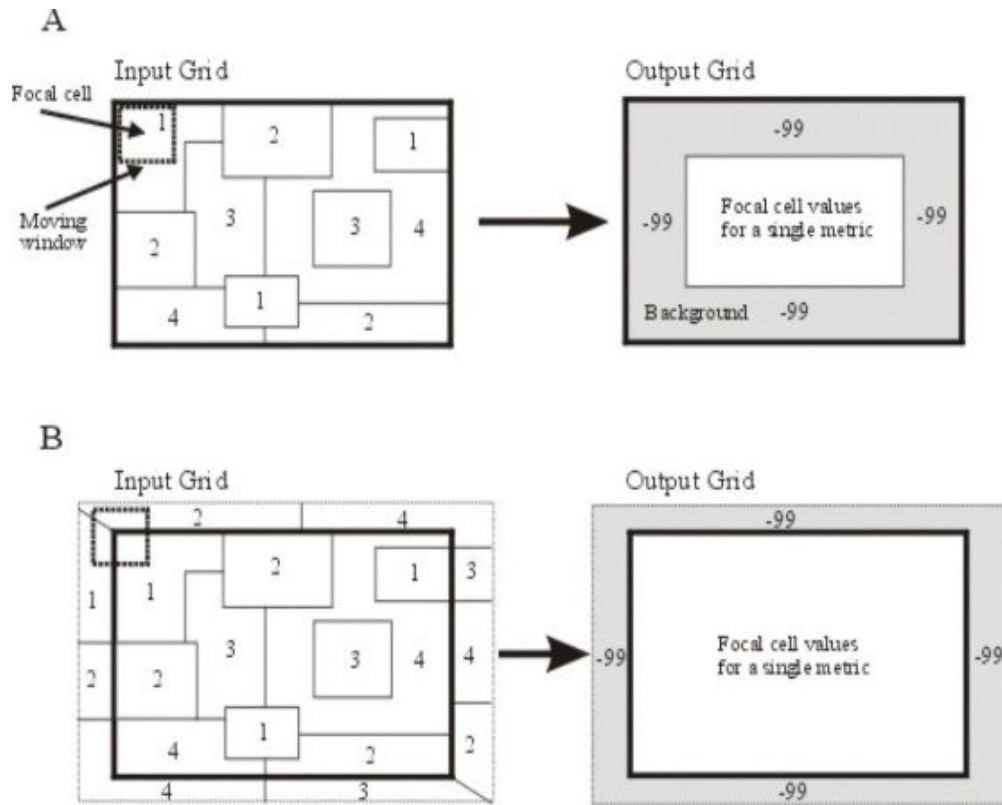 A
Input Grid
Output Grid
Focal cell
1
2
1
-99
Moving
window
3
3
4
2
-99
Focal cell values
for a single metric
-99
1
4
2
Background
-99
B
Input Grid
Output Grid
2
4
-99
2
1
3
1
1
3
3
4
4
2
2
-99
Focal cell values
for a single metric
-99
1
4
2
2
4
3
-99